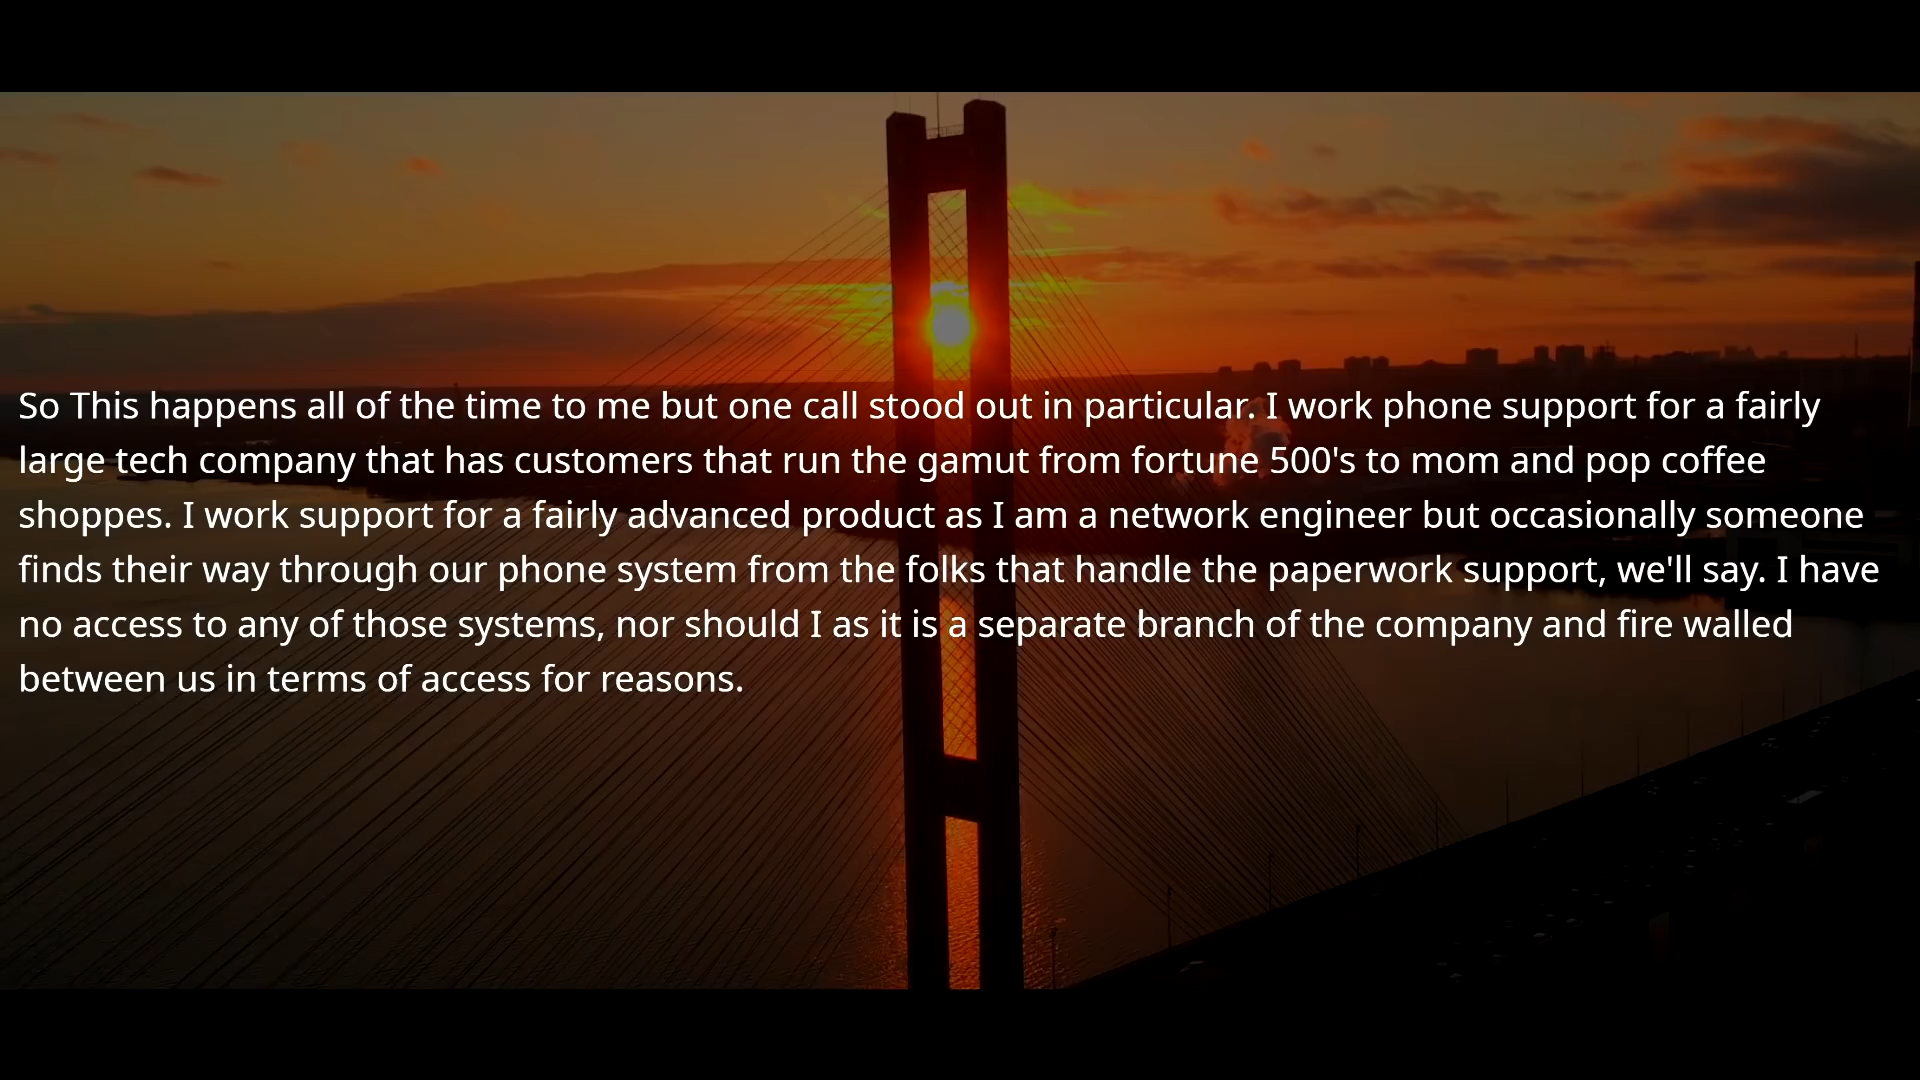 So This happens all of the time to me but one call stood out in particular. I work phone support for a fairly
large tech company that has customers that run the gamut from fortune 500's to mom and pop coffee
shoppes. I work support for a fairly advanced product as I am a network engineer but occasionally someone
finds their way through our phone system from the folks that handle the paperwork support, we'll say. I have
no access to any of those systems, nor should I as it is a separate branch of the company and fire walled
between us in terms of access for reasons.